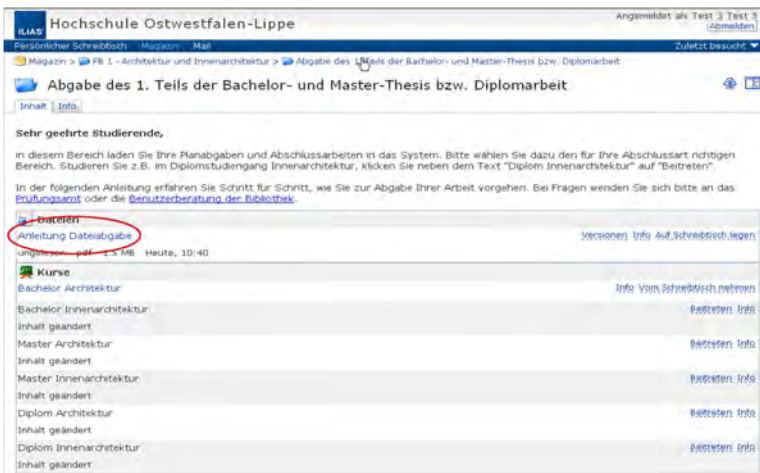 ILIAS Hochschule Ostwestfalen-Lippe
Angemeldet als Test 3 Test 3
Abmelden
Persönlicher Schreibtisch Magazin Mail Zuletzt besucht
Magazin > FB 1 - Architektur und Innenarchitektur > Abgabe des 1. Teils der Bachelor- und Master-Thesis bzw. Diplomarbeit
Abgabe des 1. Teils der Bachelor- und Master-Thesis bzw. Diplomarbeit
Inhalt Info
Sehr geehrte Studierende,
in diesem Bereich laden Sie Ihre Planabgaben und Abschlussarbeiten in das System. Bitte wählen Sie dazu den für Ihre Abschlussart richtigen
Bereich. Studieren Sie z.B. im Diplomstudiengang Innenarchitektur, klicken Sie neben dem Text "Diplom Innenarchitektur" auf "Beitreten".
In der folgenden Anleitung erfahren Sie Schritt für Schritt, wie Sie zur Abgabe Ihrer Arbeit vorgehen. Bei Fragen wenden Sie sich bitte an das
Prüfungsamt oder die Benutzerberatung der Bibliothek.
Dateien
Anleitung Dateiabgabe Versionen Info Auf Schreibtisch legen
ungelesen pdf 1.5 MB Heute, 10:40
Kurse
Bachelor Architektur Info Vom Schreibtisch nehmen
Bachelor Innenarchitektur Beitreten Info
Inhalt geändert
Master Architektur Beitreten Info
Inhalt geändert
Master Innenarchitektur Beitreten Info
Inhalt geändert
Diplom Architektur Beitreten Info
Inhalt geändert
Diplom Innenarchitektur Beitreten Info
Inhalt geändert